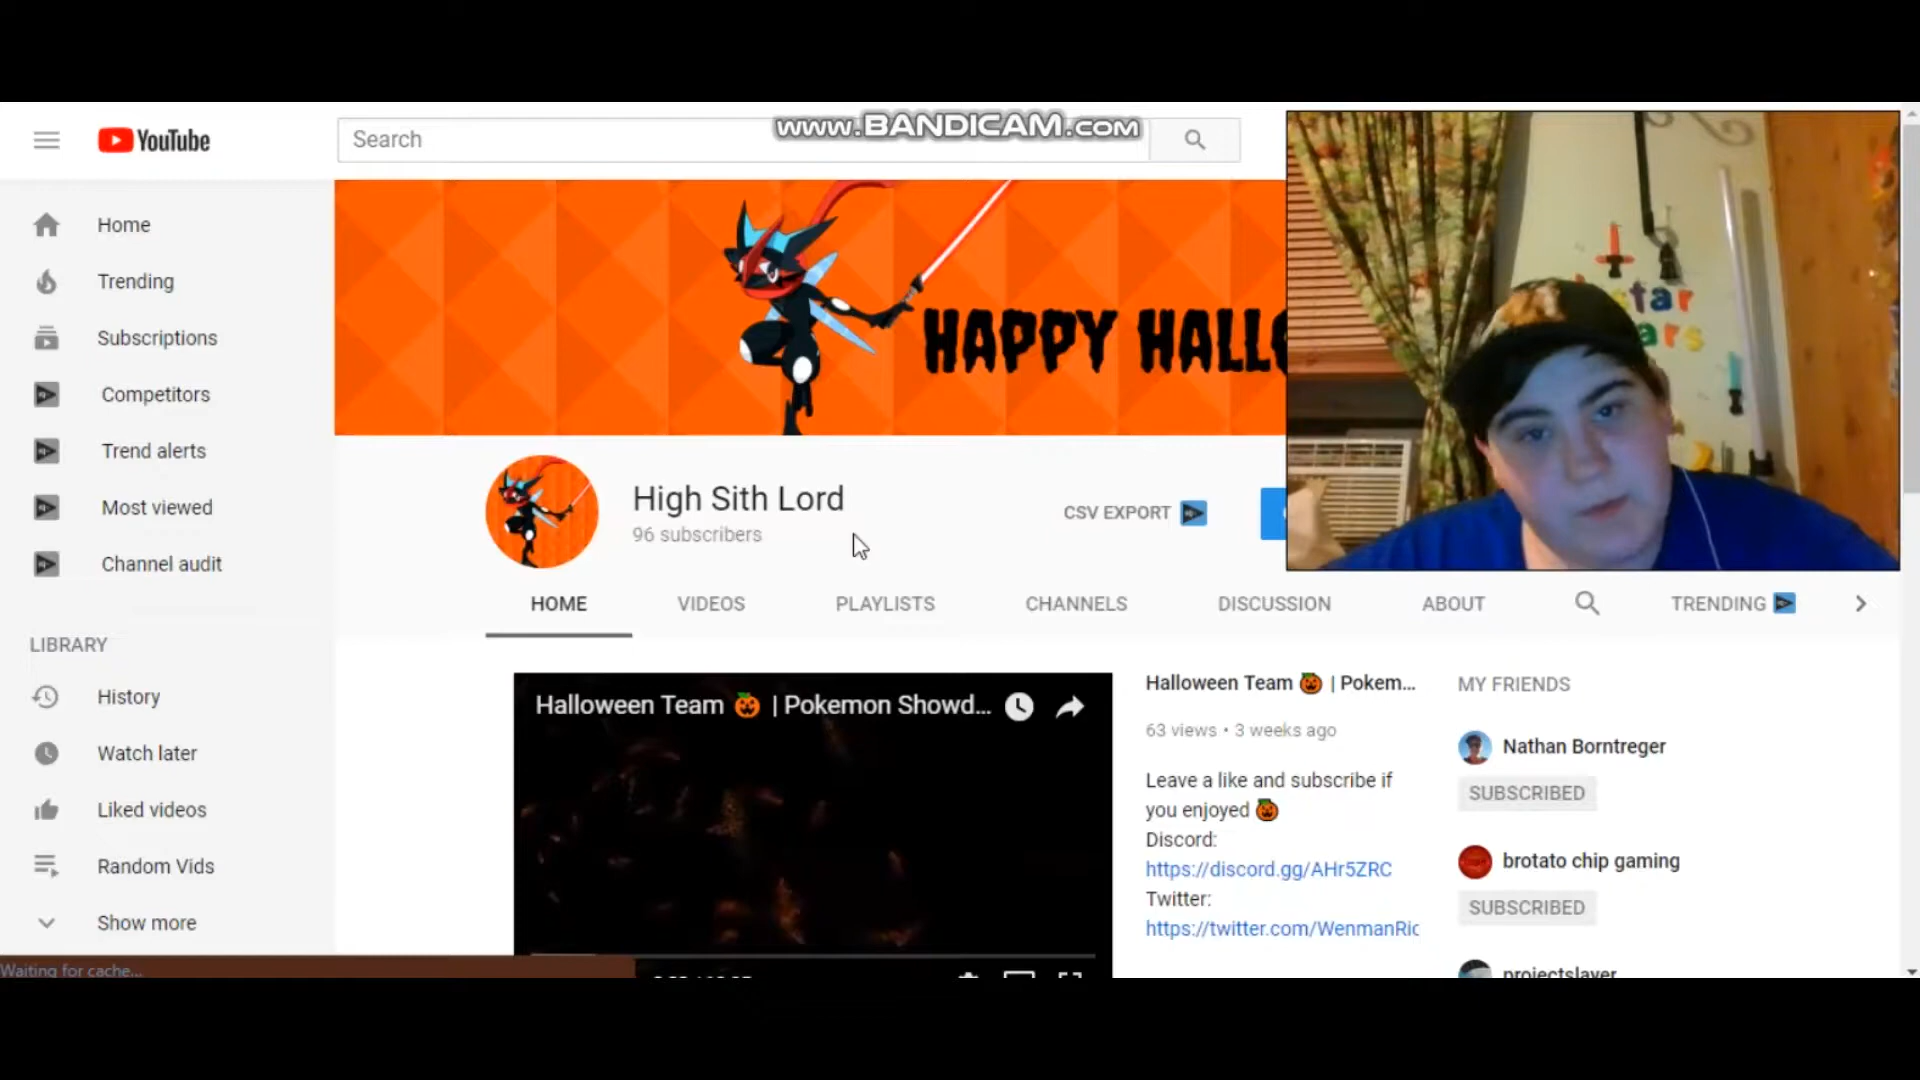 www.BANDICAM.com
YouTube
Search
Home
Trending
Subscriptions
Competitors
Trend alerts
Most viewed
Channel audit
LIBRARY
History
Watch later
Liked videos
Random Vids
Show more
Waiting for cache...
HAPPY
star
ars
High Sith Lord
96 subscribers
CSV EXPORT
HOME
VIDEOS
PLAYLISTS
CHANNELS
DISCUSSION
ABOUT
TRENDING
Halloween Team 🎃 | Pokemon Showd...
Halloween Team 🎃 | Pokem...
63 views • 3 weeks ago
Leave a like and subscribe if
you enjoyed 🎃
Discord:
https://discord.gg/AHr5ZRC
Twitter:
https://twitter.com/WenmanRic
MY FRIENDS
Nathan Borntreger
SUBSCRIBED
brotato chip gaming
SUBSCRIBED
projectslayer